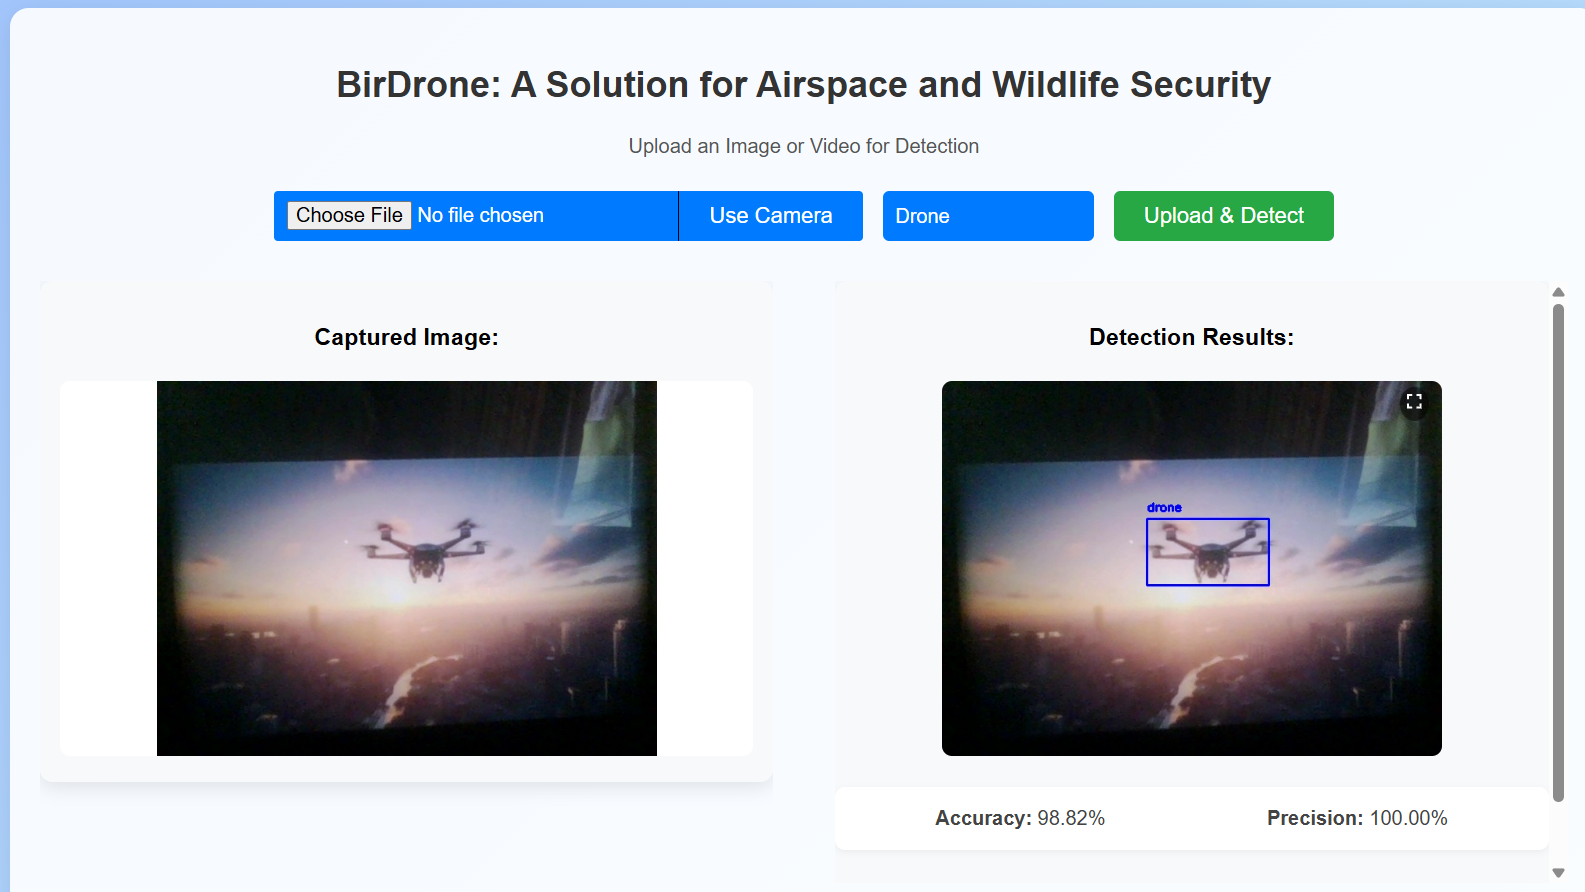 BirDrone: A Solution for Airspace and Wildlife Security
Upload an Image or Video for Detection
Choose File No file chosen
Use Camera
Drone
Upload & Detect
Captured Image:
Detection Results:
drone
Accuracy: 98.82%
Precision: 100.00%